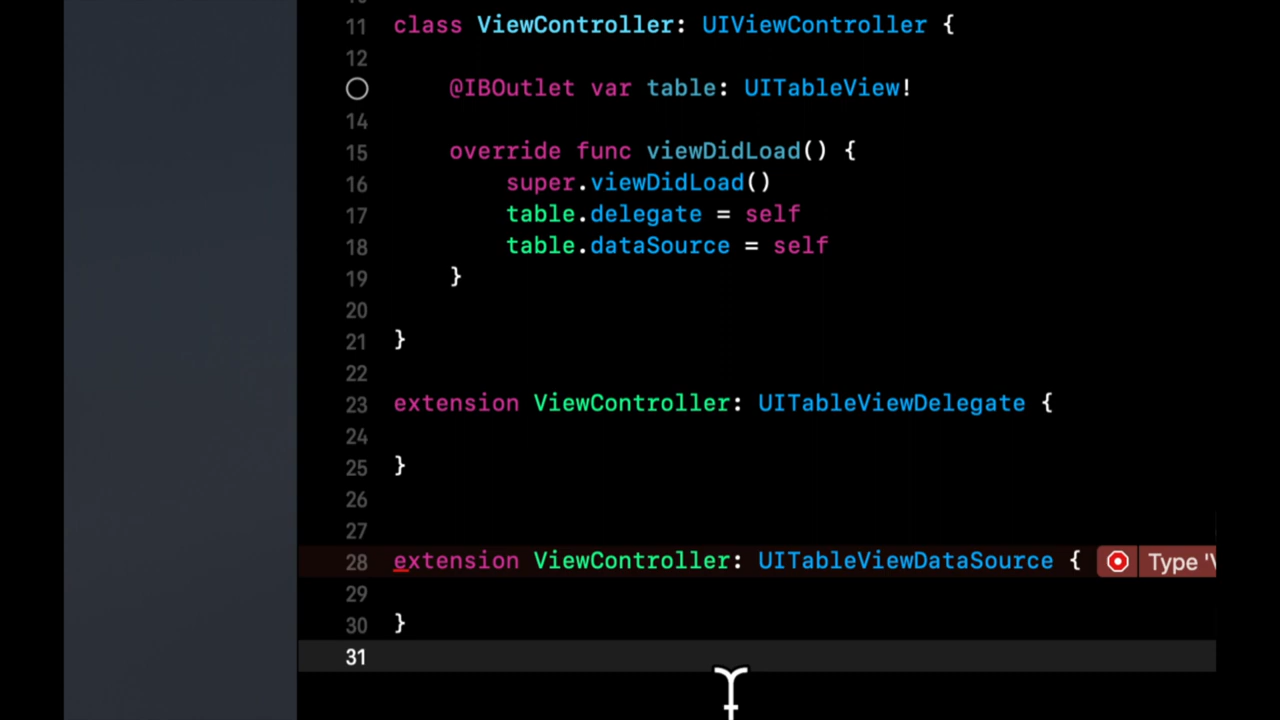 11 class ViewController: UIViewController {
12
@IBOutlet var table: UITableView!
14
15 override func viewDidLoad() {
16 super.viewDidLoad()
17 table.delegate = self
18 table.dataSource = self
19 }
20
21 }
22
23 extension ViewController: UITableViewDelegate {
24
25 }
26
27
28 extension ViewController: UITableViewDataSource { Type '
29
30 }
31